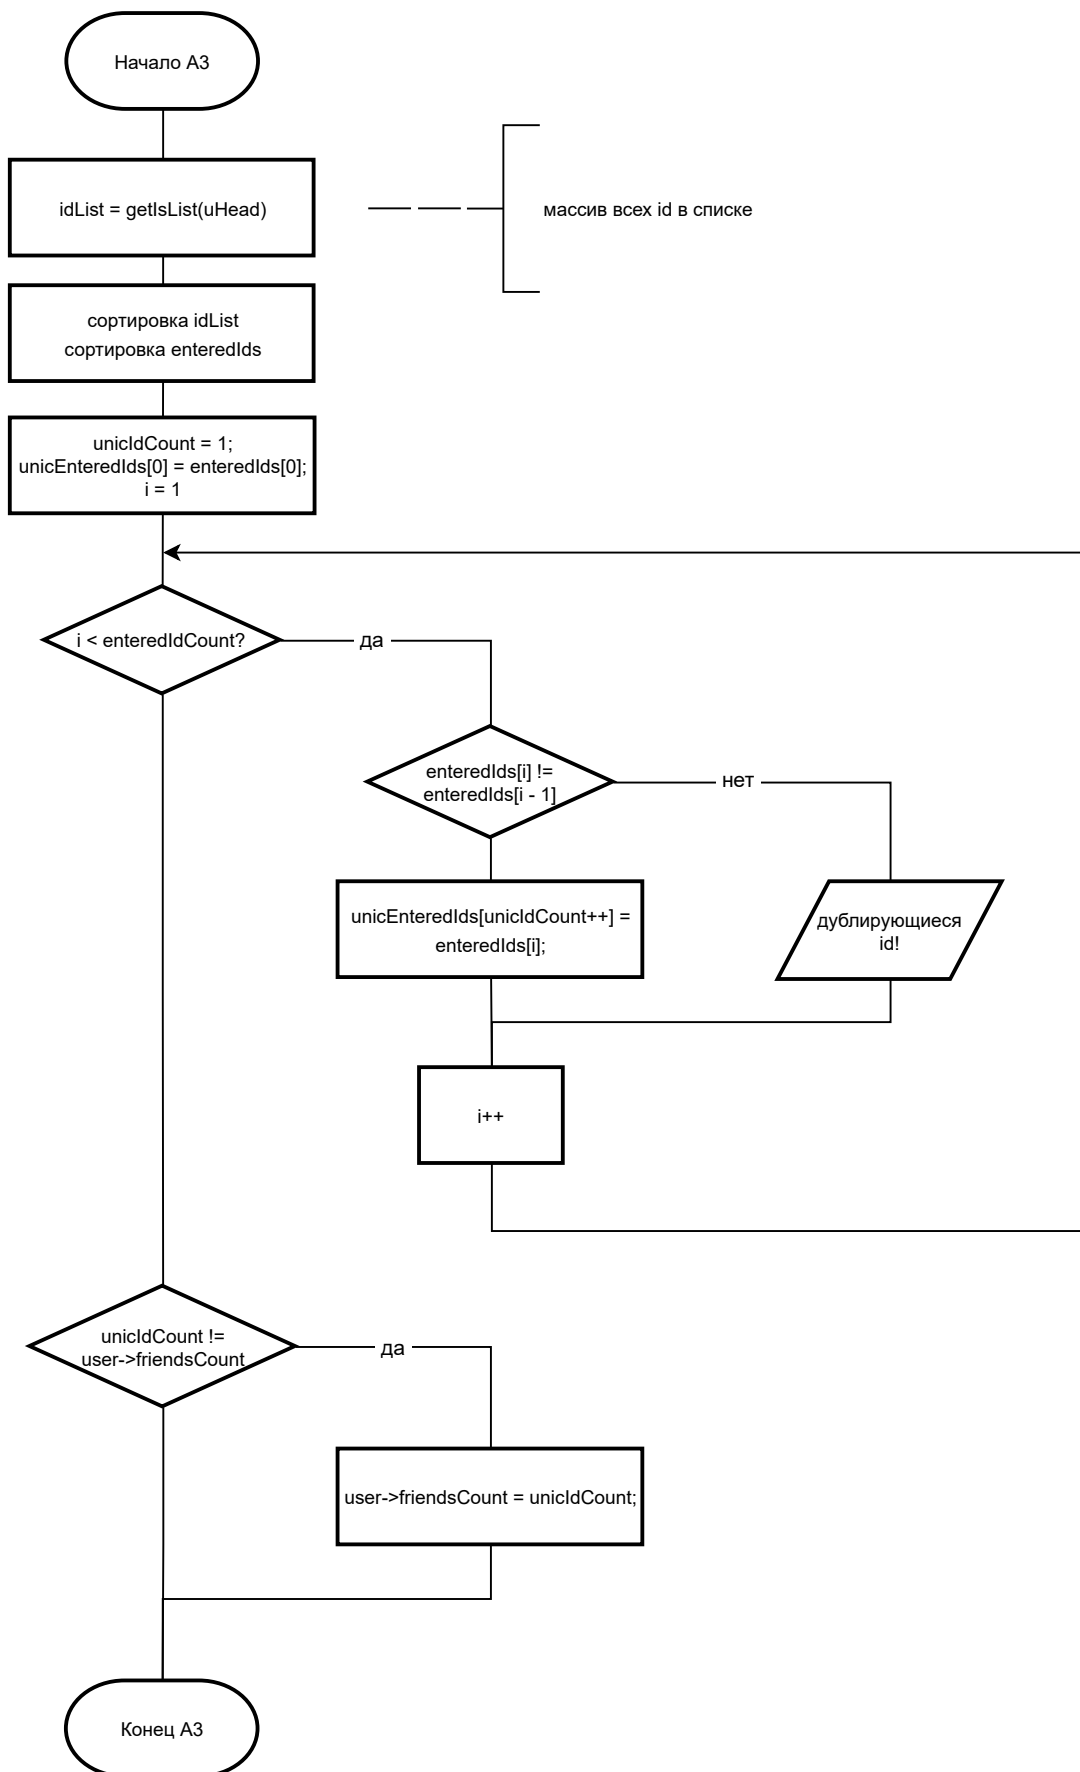 Начало А3
idList = getIsList(uHead)
массив всех id в списке
сортировка idList
сортировка enteredIds
unicIdCount = 1;
unicEnteredIds[0] = enteredIds[0];
i = 1
i < enteredIdCount?
да
enteredIds[i] !=
enteredIds[i - 1]
нет
unicEnteredIds[unicIdCount++] =
enteredIds[i];
дублирующиеся
id!
i++
unicIdCount !=
user->friendsCount
да
user->friendsCount = unicIdCount;
Конец А3